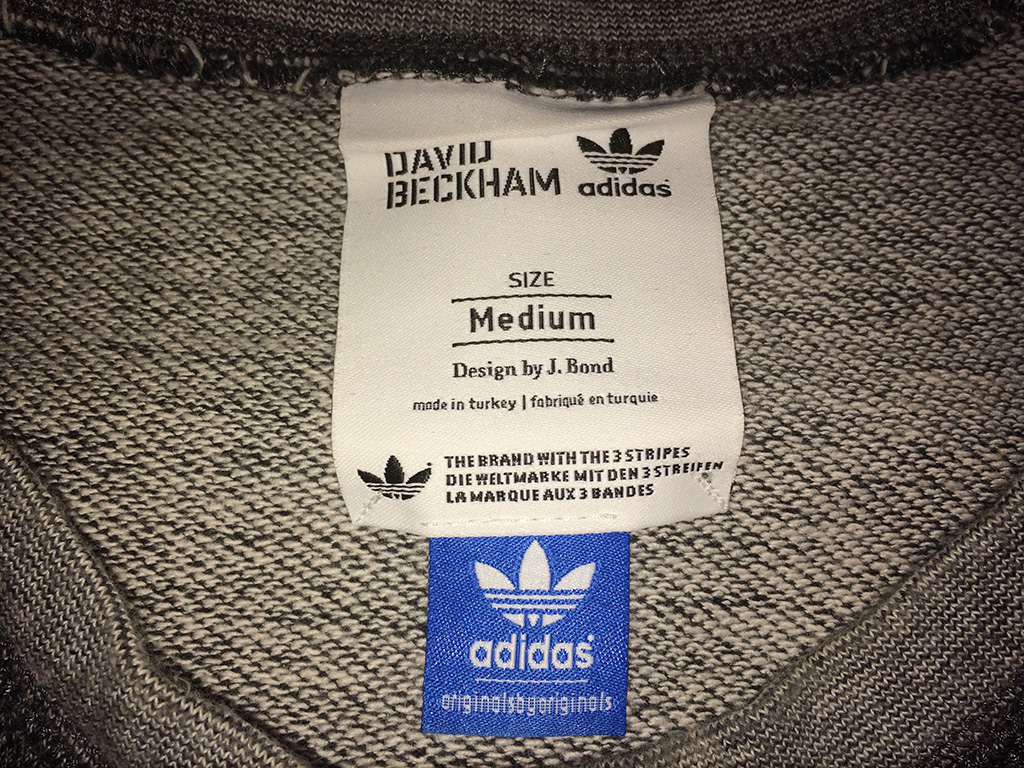 DAVID
BECKHAM
adidas
SIZE
Medium
Design by J. Bond
made in turkey | fabriqué en turquie
THE BRAND WITH THE 3 STRIPES
DIE WELTMARKE MIT DEN 3 STREIFEN
LA MARQUE AUX 3 BANDES
adidas
originalsbyoriginals